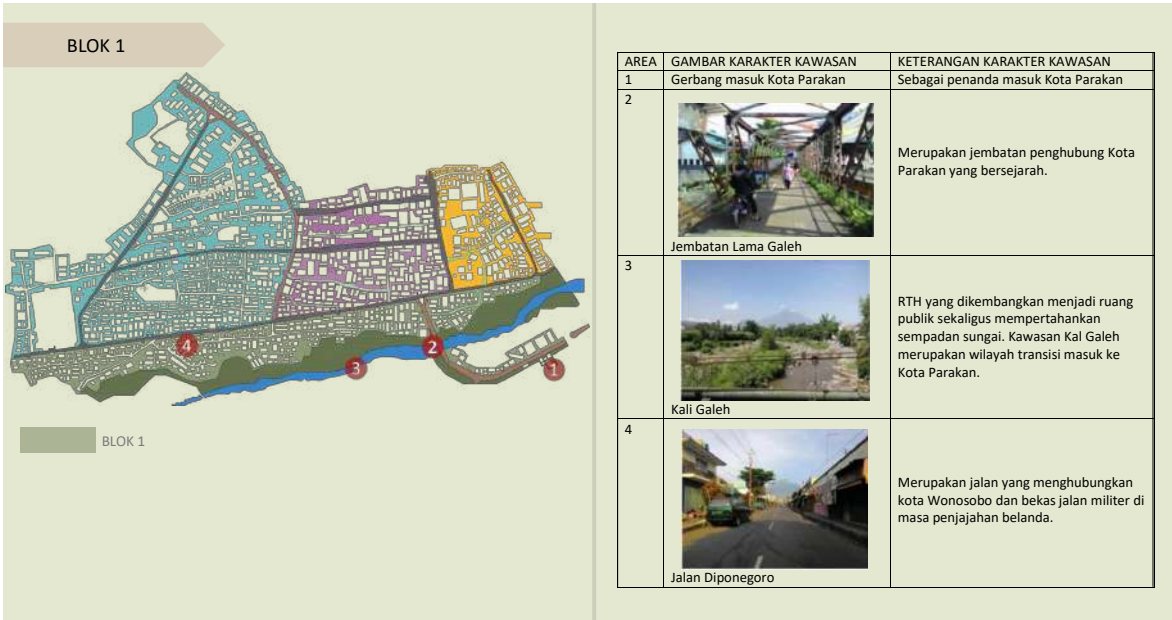 BLOK 1
4
3
2
1
BLOK 1
AREA GAMBAR KARAKTER KAWASAN KETERANGAN KARAKTER KAWASAN
1 Gerbang masuk Kota Parakan Sebagai penanda masuk Kota Parakan
2
Merupakan jembatan penghubung Kota
Parakan yang bersejarah.
Jembatan Lama Galeh
3
RTH yang dikembangkan menjadi ruang
publik sekaligus mempertahankan
sempadan sungai. Kawasan Kal Galeh
merupakan wilayah transisi masuk ke
Kota Parakan.
Kali Galeh
4
Merupakan jalan yang menghubungkan
kota Wonosobo dan bekas jalan militer di
masa penjajahan belanda.
Jalan Diponegoro